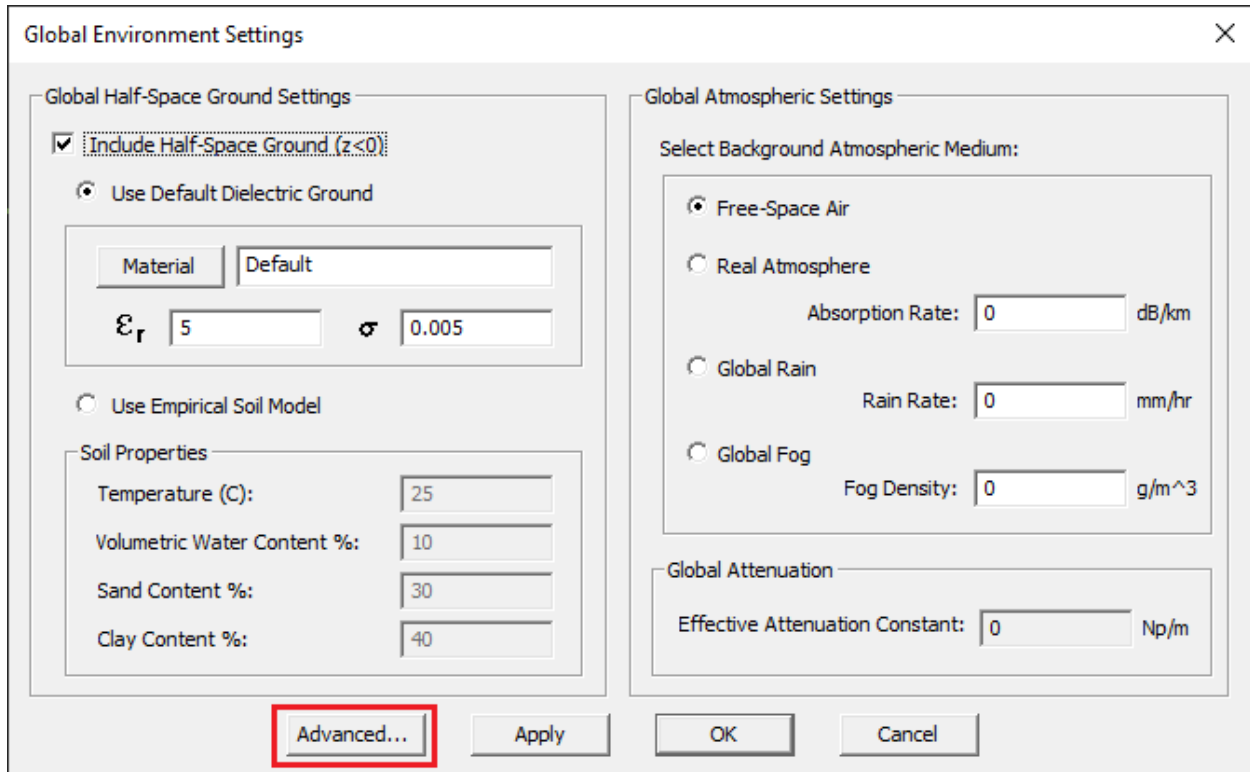 Global Environment Settings
Global Half-Space Ground Settings
Include Half-Space Ground (z<0)
Use Default Dielectric Ground
Material Default
εr 5 σ 0.005
Use Empirical Soil Model
Soil Properties
Temperature (C): 25
Volumetric Water Content %: 10
Sand Content %: 30
Clay Content %: 40
Global Atmospheric Settings
Select Background Atmospheric Medium:
Free-Space Air
Real Atmosphere
Absorption Rate: 0 dB/km
Global Rain
Rain Rate: 0 mm/hr
Global Fog
Fog Density: 0 g/m^3
Global Attenuation
Effective Attenuation Constant: 0 Np/m
Advanced... Apply OK Cancel